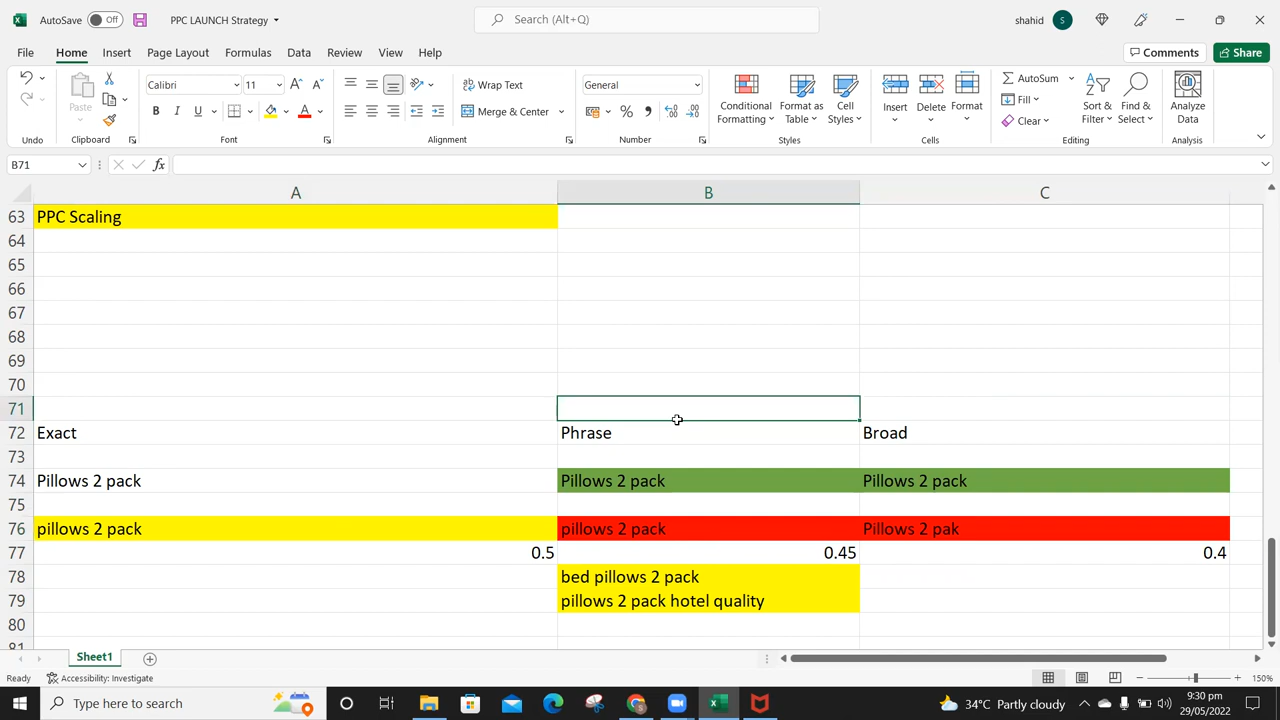 AutoSave Off PPC LAUNCH Strategy Search (Alt+Q) shahid S
File Home Insert Page Layout Formulas Data Review View Help Comments Share
Calibri 11 Wrap Text General Conditional Formatting Format as Table Cell Styles Insert Delete Format AutoSum Fill Clear Sort & Filter Find & Select Analyze Data
Paste B I U Merge & Center
Undo Clipboard Font Alignment Number Styles Cells Editing Analysis
B71 fx
A B C
63 PPC Scaling
64
65
66
67
68
69
70
71
72 Exact Phrase Broad
73
74 Pillows 2 pack Pillows 2 pack Pillows 2 pack
75
76 pillows 2 pack pillows 2 pack Pillows 2 pak
77 0.5 0.45 0.4
78 bed pillows 2 pack
79 pillows 2 pack hotel quality
80
81
Sheet1
Ready Accessibility: Investigate 150%
Type here to search 34°C Partly cloudy 9:30 pm
29/05/2022